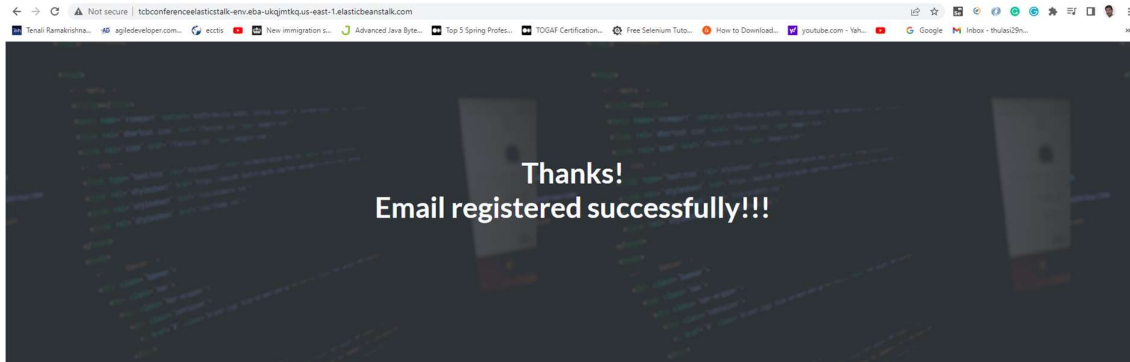 Not secure | tcbconferenceelasticstalk-env.eba-ukqjmtkq.us-east-1.elasticbeanstalk.com
Tenali Ramakrishna... agiledeveloper.com... ecctis New immigration s... Advanced Java Byte... Top 5 Spring Profes... TOGAF Certification... Free Selenium Tuto... How to Download... youtube.com - Yah... Google Inbox - thulasi29n...
Thanks!
Email registered successfully!!!